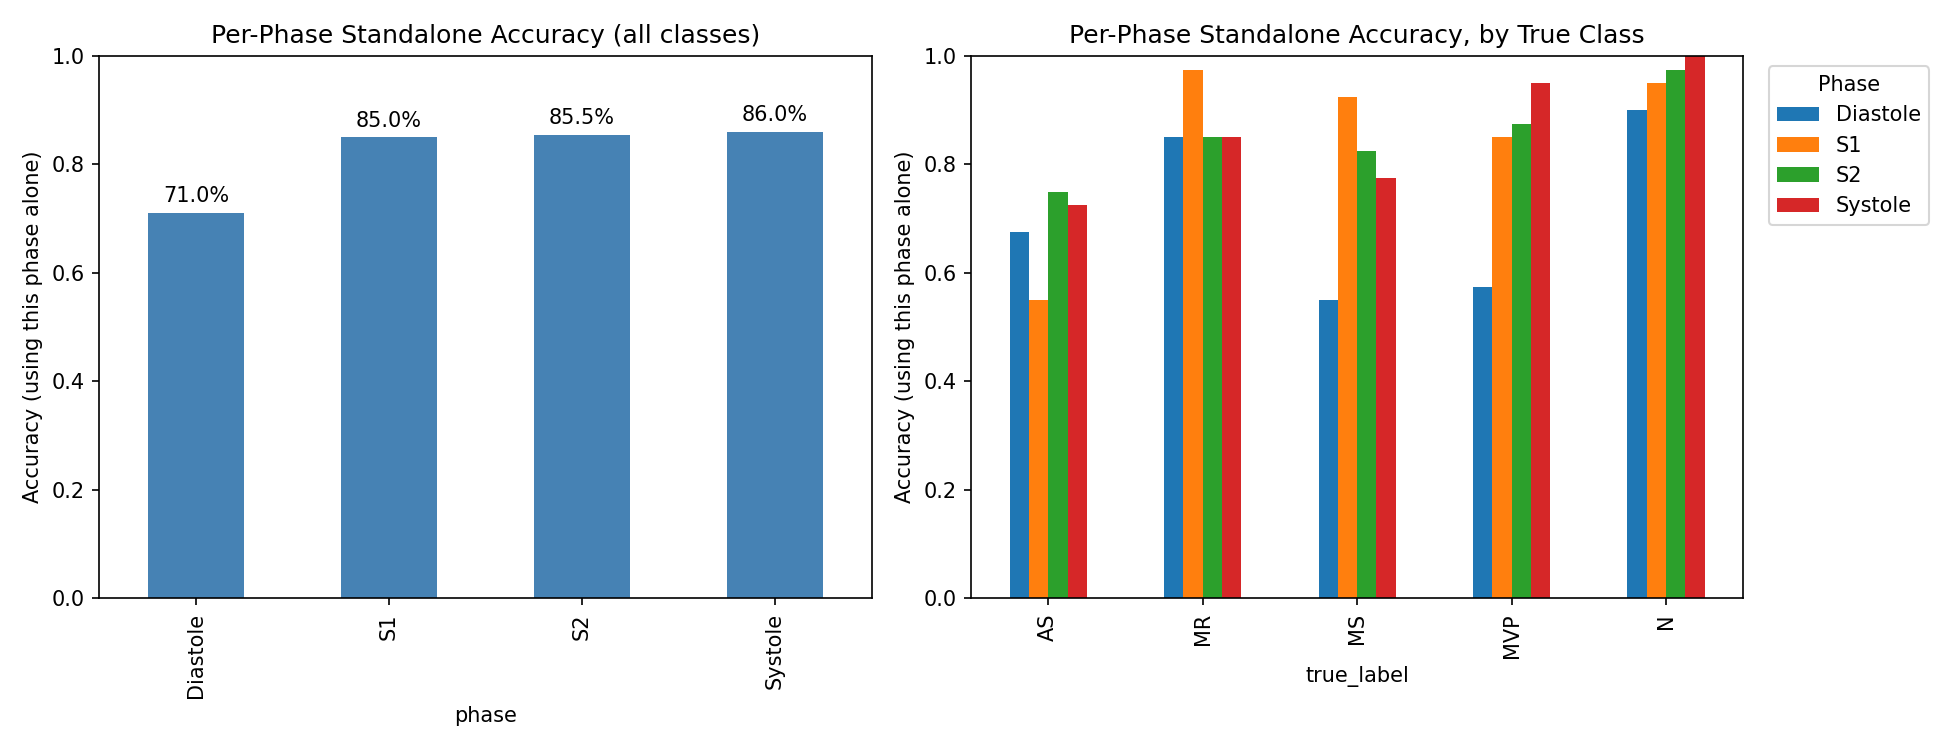 Per-Phase Standalone Accuracy (all classes)
Accuracy (using this phase alone)
1.0
0.8
0.6
0.4
0.2
0.0
71.0%
85.0%
85.5%
86.0%
Diastole
S1
S2
Systole
phase
Per-Phase Standalone Accuracy, by True Class
Accuracy (using this phase alone)
1.0
0.8
0.6
0.4
0.2
0.0
AS
MR
MS
MVP
N
true_label
Phase
Diastole
S1
S2
Systole